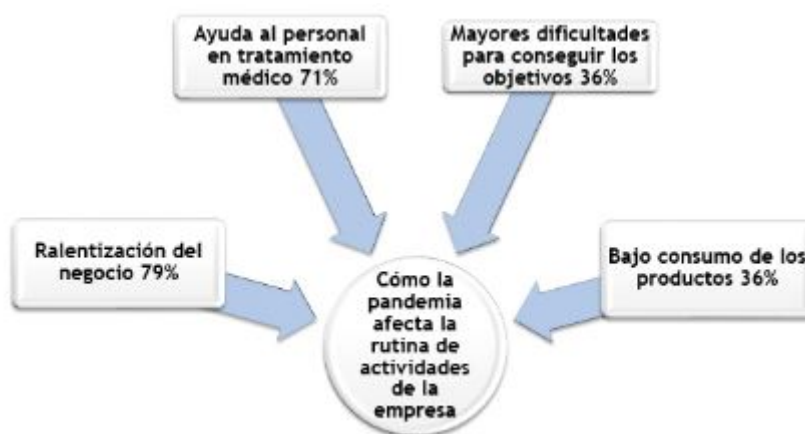 Ayuda al personal
en tratamiento
médico 71%
Mayores dificultades
para conseguir los
objetivos 36%
Ralentización del
negocio 79%
Bajo consumo de los
productos 36%
Cómo la
pandemia
afecta la
rutina de
actividades
de la
empresa